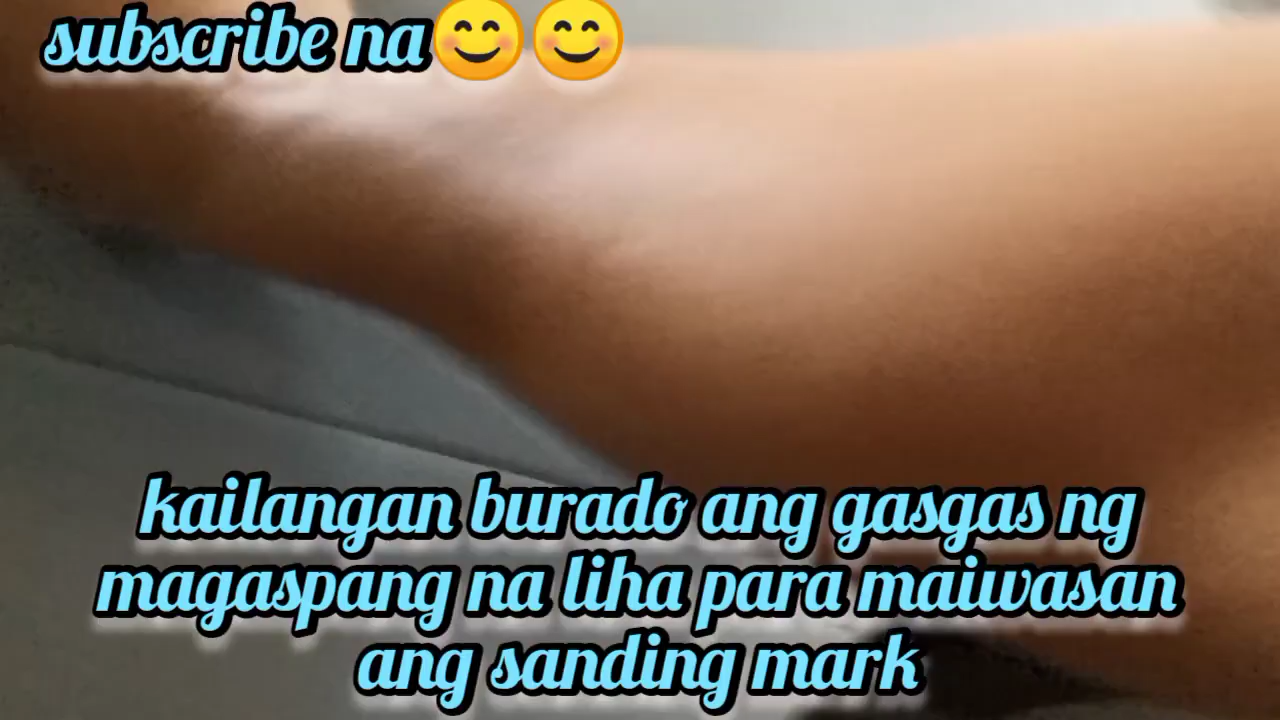 subscribe na😊😊
kailangan burado ang gasgas ng
magaspang na liha para maiwasan
ang sanding mark